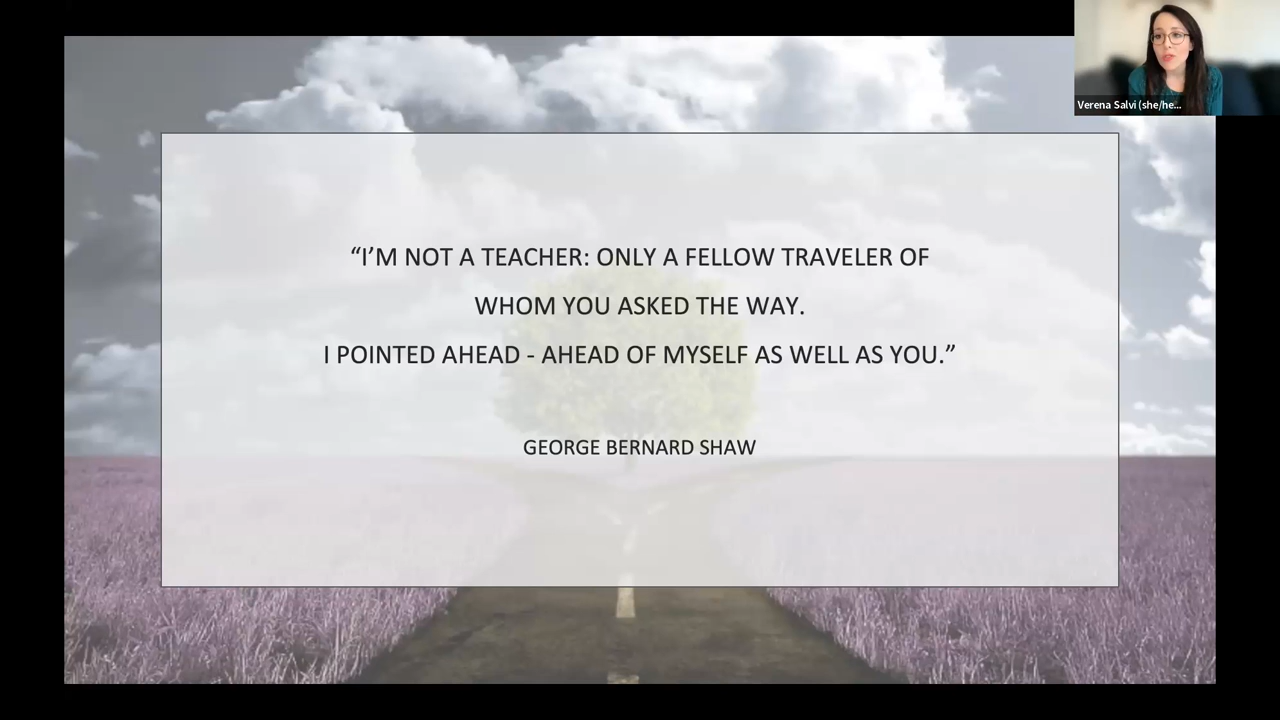 Verena Salvi (she/he...
“I’M NOT A TEACHER: ONLY A FELLOW TRAVELER OF
WHOM YOU ASKED THE WAY.
I POINTED AHEAD - AHEAD OF MYSELF AS WELL AS YOU.”
GEORGE BERNARD SHAW